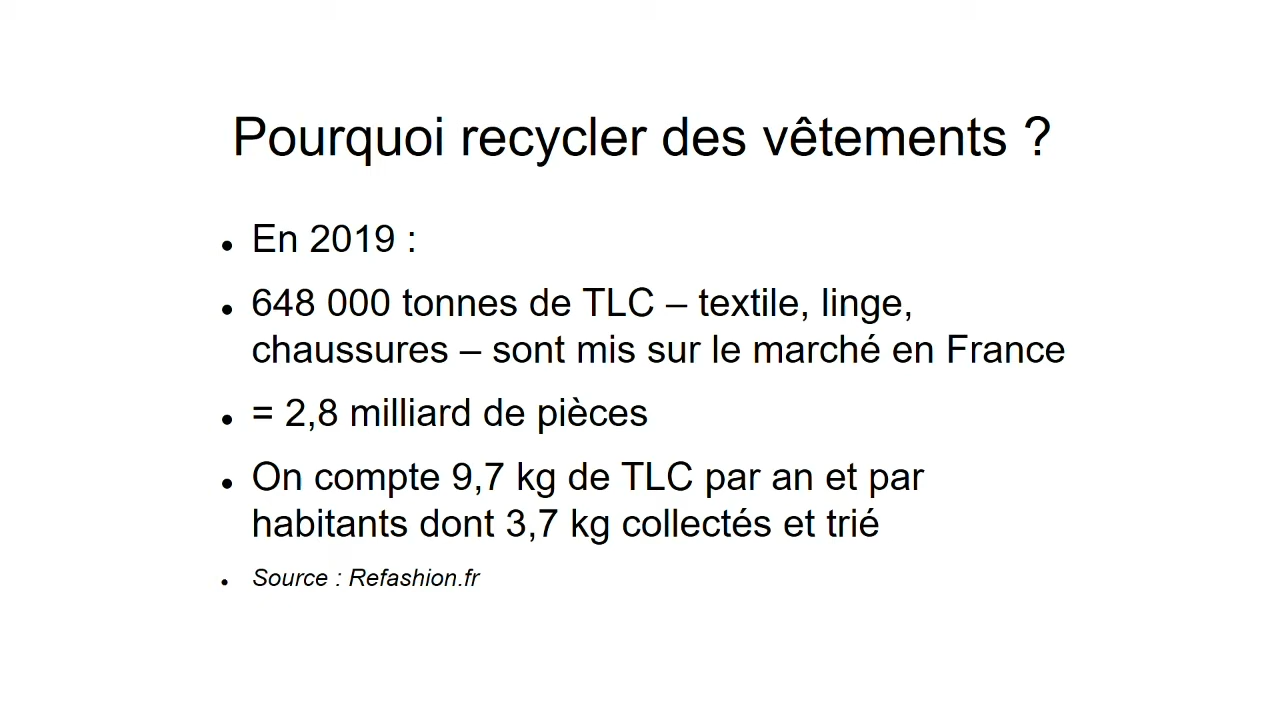 Pourquoi recycler des vêtements ?
● En 2019 :
● 648 000 tonnes de TLC – textile, linge,
chaussures – sont mis sur le marché en France
● = 2,8 milliard de pièces
● On compte 9,7 kg de TLC par an et par
habitants dont 3,7 kg collectés et trié
● Source : Refashion.fr